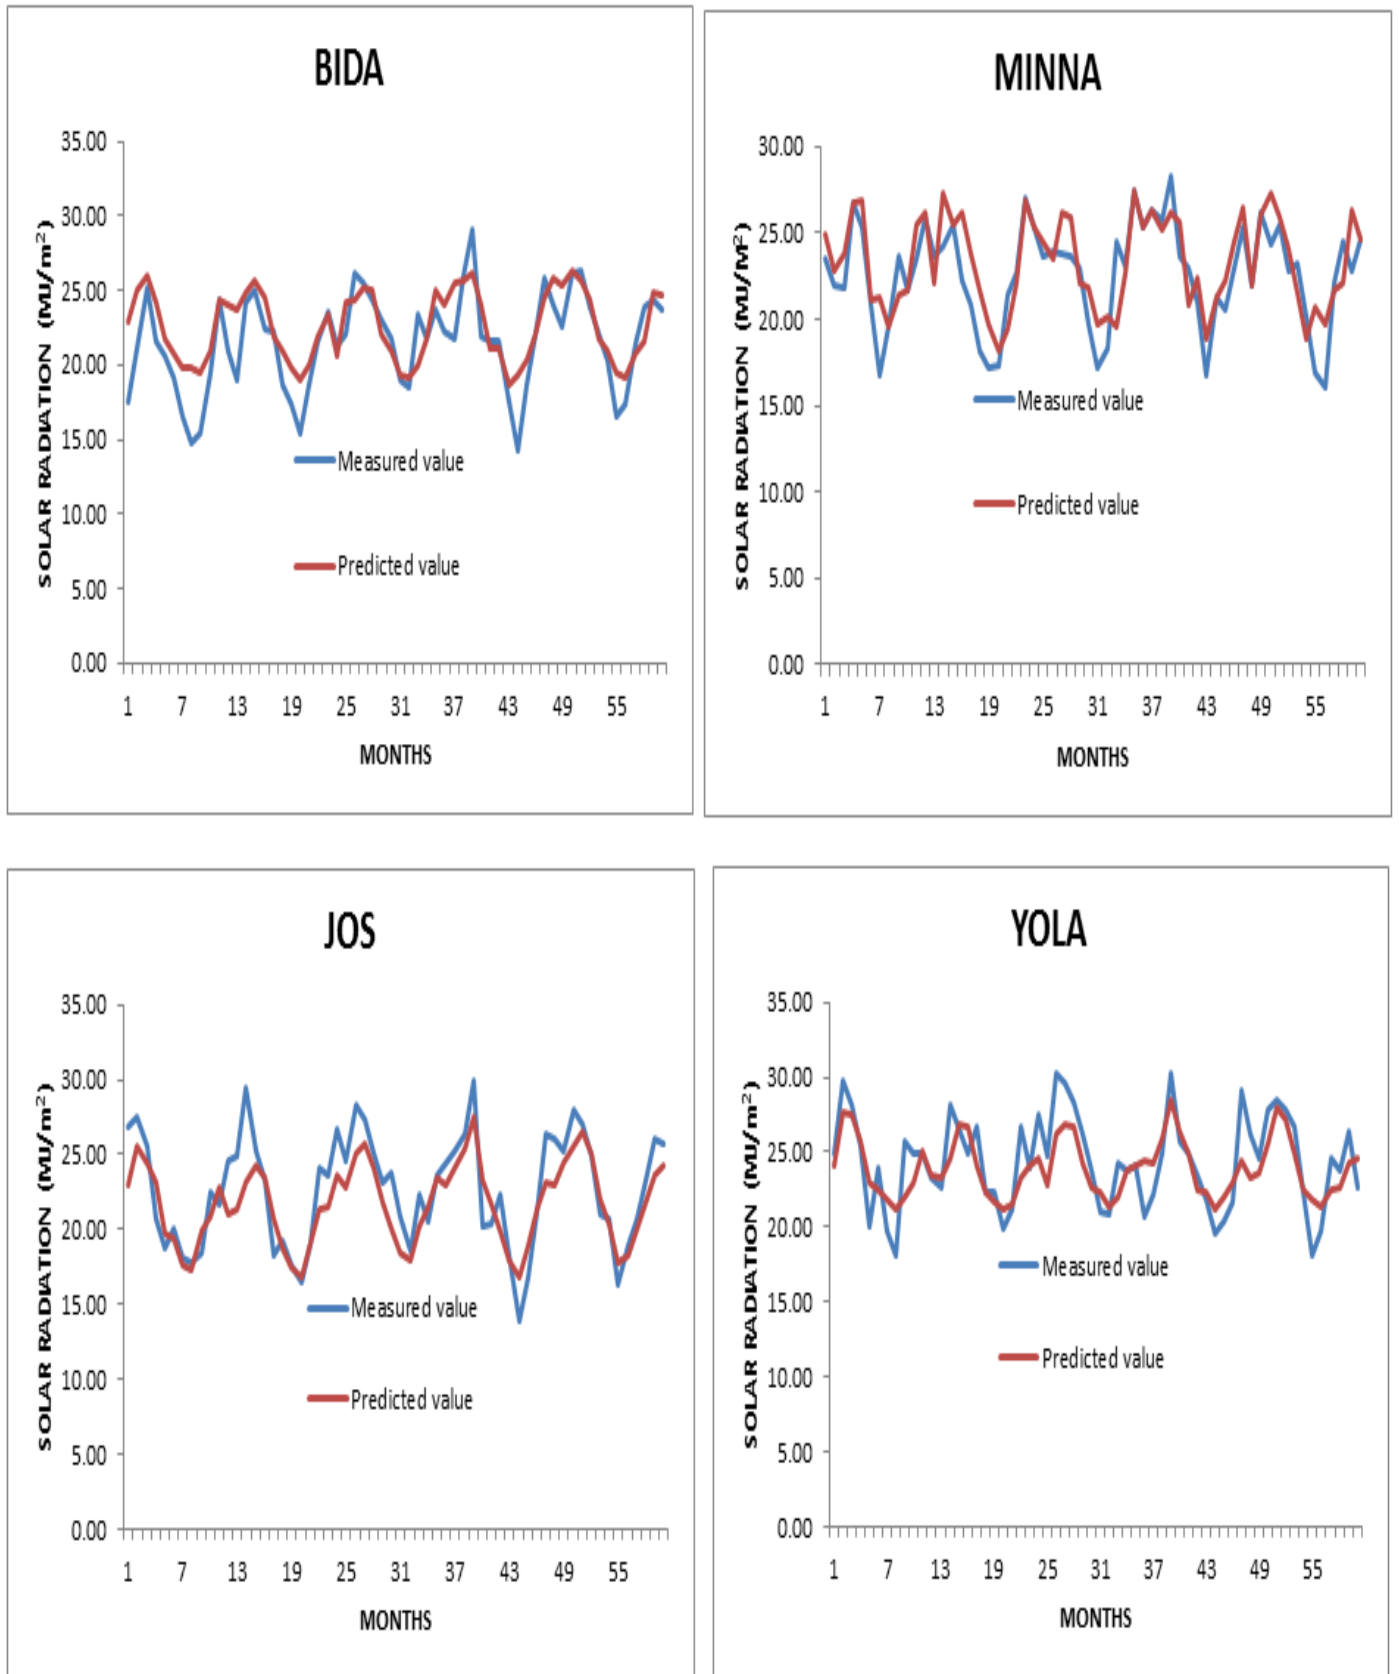 BIDA
SOLAR RADIATION (MJ/m²)
35.00
30.00
25.00
20.00
15.00
10.00
5.00
0.00
Measured value
Predicted value
1 7 13 19 25 31 37 43 49 55
MONTHS
MINNA
SOLAR RADIATION (MJ/M²)
30.00
25.00
20.00
15.00
10.00
5.00
0.00
Measured value
Predicted value
1 7 13 19 25 31 37 43 49 55
MONTHS
JOS
SOLAR RADIATION (MJ/m²)
35.00
30.00
25.00
20.00
15.00
10.00
5.00
0.00
Measured value
Predicted value
1 7 13 19 25 31 37 43 49 55
MONTHS
YOLA
SOLAR RADIATION (MJ/m²)
35.00
30.00
25.00
20.00
15.00
10.00
5.00
0.00
Measured value
Predicted value
1 7 13 19 25 31 37 43 49 55
MONTHS